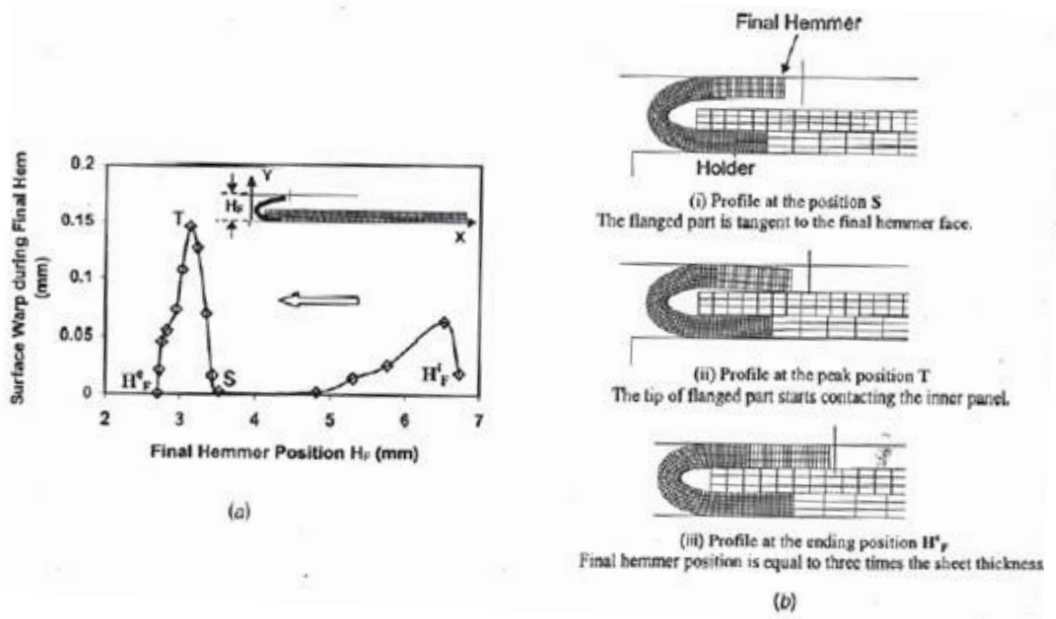 Final Hemmer
Holder
(i) Profile at the position S
The flanged part is tangent to the final hemmer face.
(ii) Profile at the peak position T
The tip of flanged part starts contacting the inner panel.
(iii) Profile at the ending position Hᵉ_F
Final hemmer position is equal to three times the sheet thickness
(b)
Surface Warp during Final Hem
(mm)
0.2
0.15
0.1
0.05
0
T
Y
H_F
X
Hᵉ_F
S
Hⁱ_F
2 3 4 5 6 7
Final Hemmer Position H_F (mm)
(a)